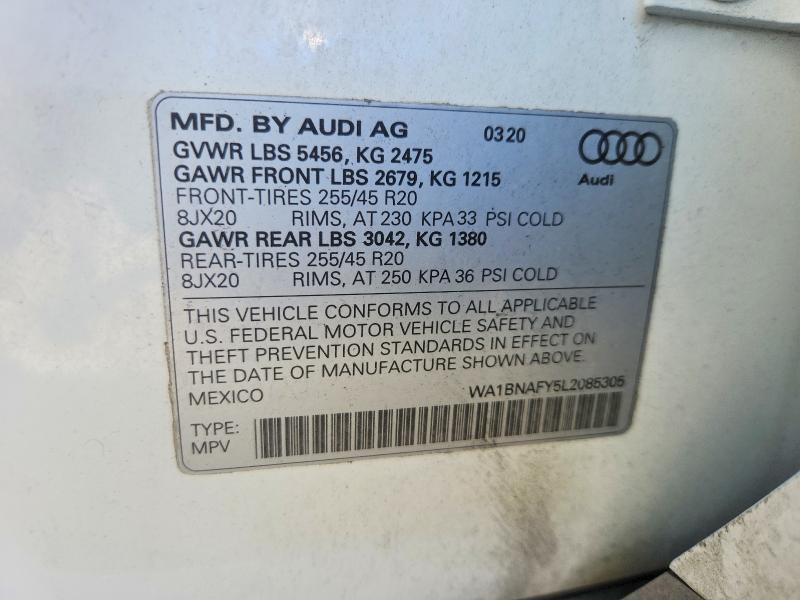 MFD. BY AUDI AG 0320
GVWR LBS 5456, KG 2475
GAWR FRONT LBS 2679, KG 1215
Audi
FRONT-TIRES 255/45 R20
8JX20 RIMS, AT 230 KPA 33 PSI COLD
GAWR REAR LBS 3042, KG 1380
REAR-TIRES 255/45 R20
8JX20 RIMS, AT 250 KPA 36 PSI COLD
THIS VEHICLE CONFORMS TO ALL APPLICABLE
U.S. FEDERAL MOTOR VEHICLE SAFETY AND
THEFT PREVENTION STANDARDS IN EFFECT ON
THE DATE OF MANUFACTURE SHOWN ABOVE.
MEXICO WA1BNAFY5L2085305
TYPE:
MPV